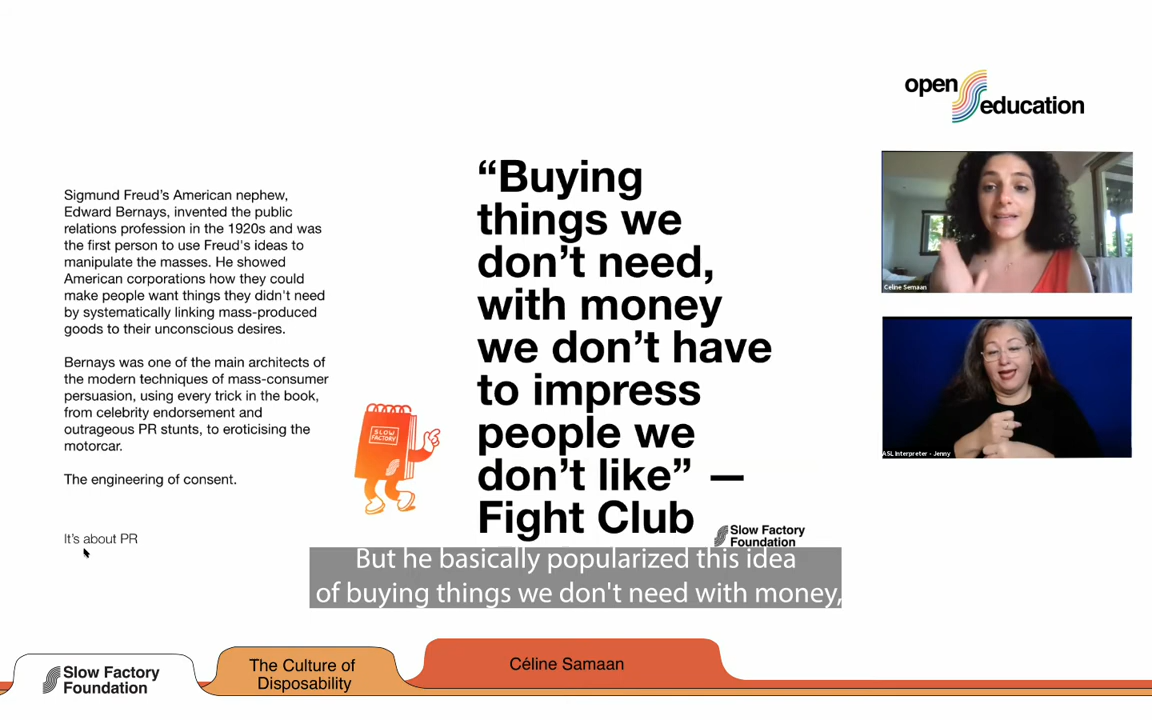 open
education
Sigmund Freud's American nephew,
Edward Bernays, invented the public
relations profession in the 1920s and was
the first person to use Freud's ideas to
manipulate the masses. He showed
American corporations how they could
make people want things they didn't need
by systematically linking mass-produced
goods to their unconscious desires.
Bernays was one of the main architects of
the modern techniques of mass-consumer
persuasion, using every trick in the book,
from celebrity endorsement and
outrageous PR stunts, to eroticising the
motorcar.
The engineering of consent.
It's about PR
SLOW
FACTORY
“Buying
things we
don’t need,
with money
we don’t have
to impress
people we
don’t like” —
Fight Club
Slow Factory
Foundation
Celine Semaan
ASL Interpreter - Jenny
But he basically popularized this idea
of buying things we don't need with money,
Slow Factory
Foundation
The Culture of
Disposability
Céline Samaan